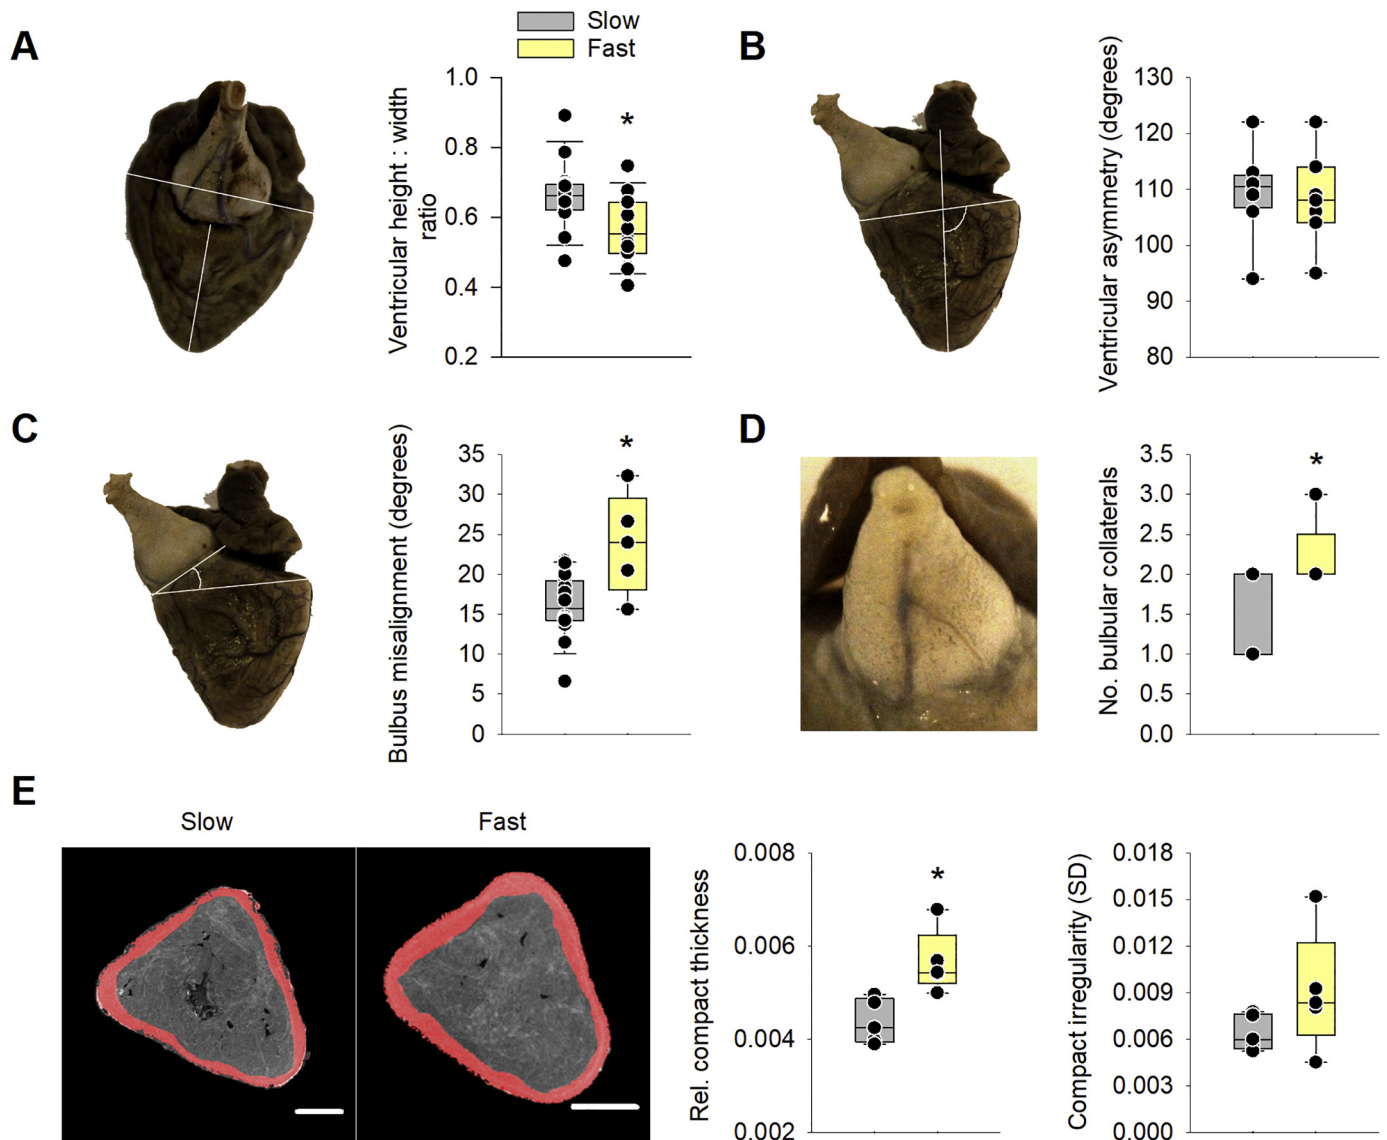 Slow
Fast
A
Ventricular height : width
ratio
1.0
0.8
0.6
0.4
0.2
*
B
Ventricular asymmetry (degrees)
130
120
110
100
90
80
C
Bulbus misalignment (degrees)
35
30
25
20
15
10
5
0
*
D
No. bulbular collaterals
3.5
3.0
2.5
2.0
1.5
1.0
0.5
0.0
*
E
Slow
Fast
Rel. compact thickness
0.008
0.006
0.004
0.002
*
Compact irregularity (SD)
0.018
0.015
0.012
0.009
0.006
0.003
0.000